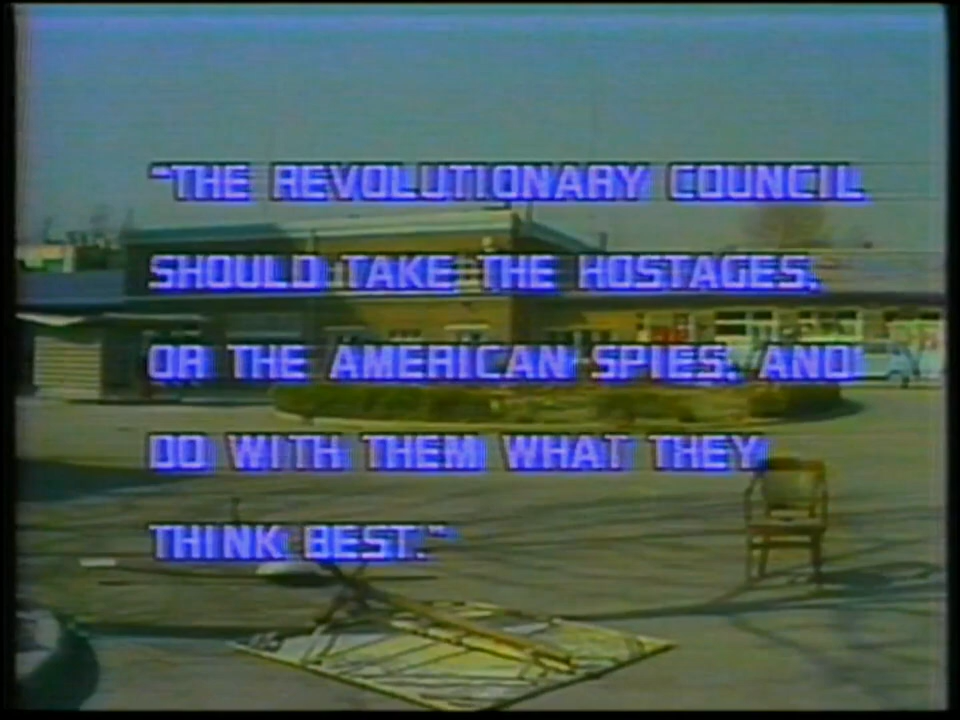 "THE REVOLUTIONARY COUNCIL
SHOULD TAKE THE HOSTAGES,
OR THE AMERICAN SPIES, AND
DO WITH THEM WHAT THEY
THINK BEST."